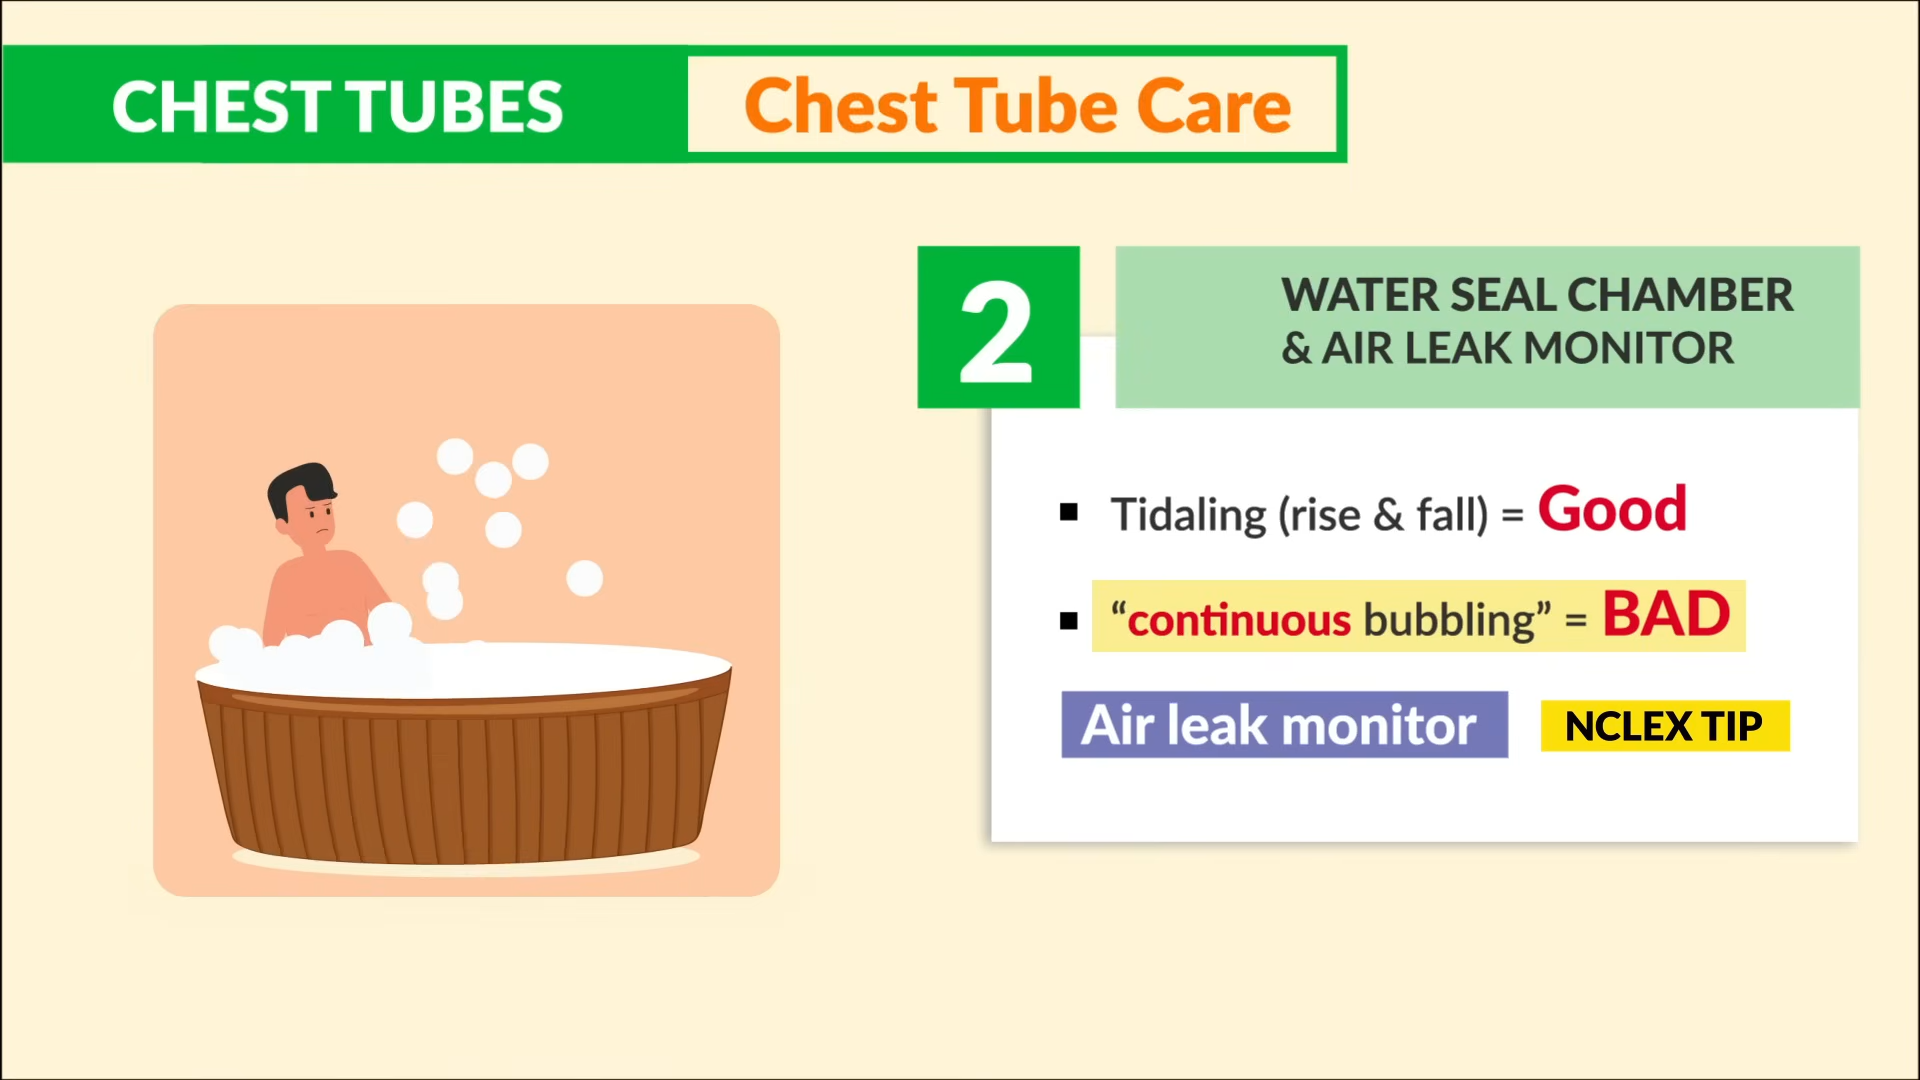 CHEST TUBES
Chest Tube Care
2
WATER SEAL CHAMBER
& AIR LEAK MONITOR
▪ Tidaling (rise & fall) = Good
▪ “continuous bubbling” = BAD
Air leak monitor
NCLEX TIP